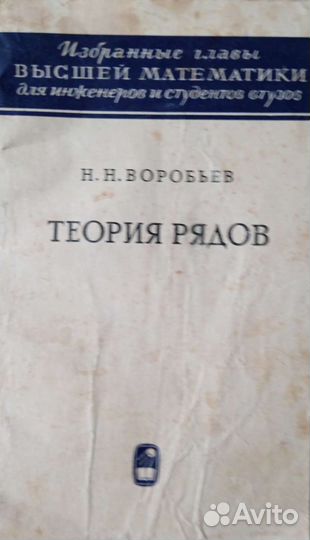 Избранные главы
ВЫСШЕЙ МАТЕМАТИКИ
для инженеров и студентов втузов
Н. Н. ВОРОБЬЕВ
ТЕОРИЯ РЯДОВ
Avito